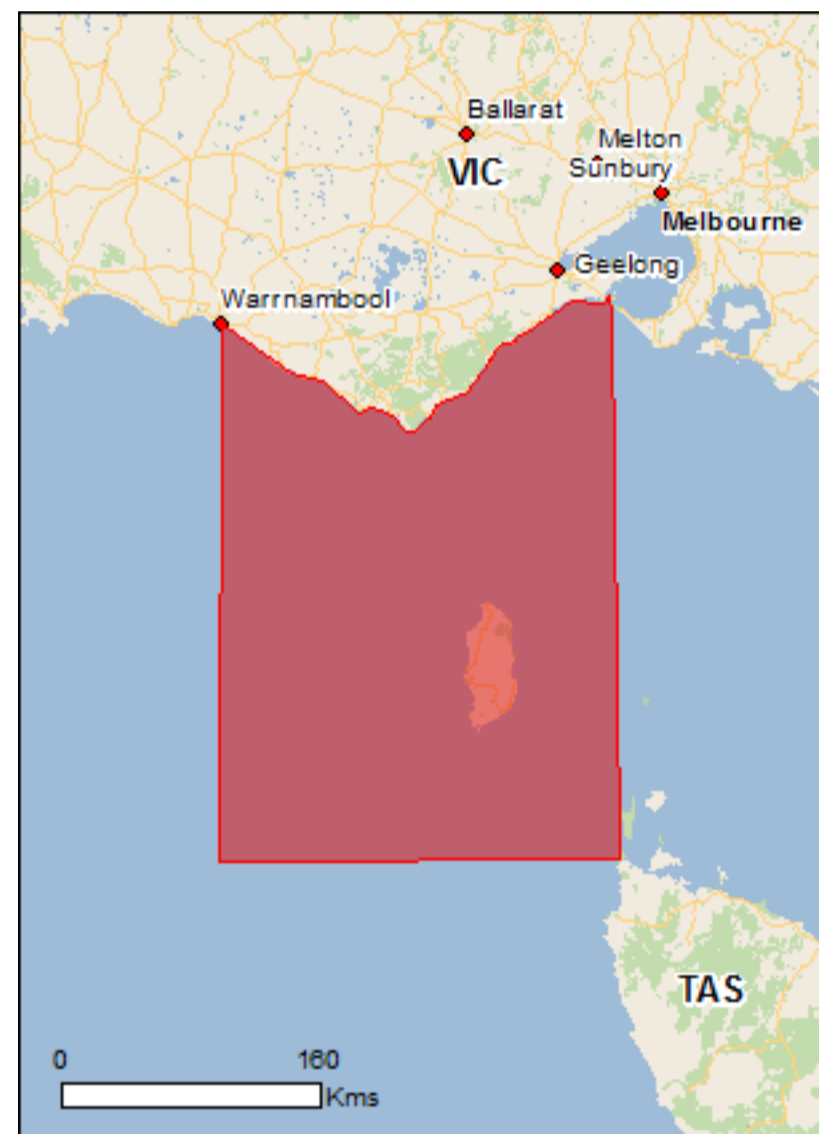 Ballarat
Melton
VIC
Sunbury
Melbourne
Geelong
Warrnambool
TAS
0 160
Kms